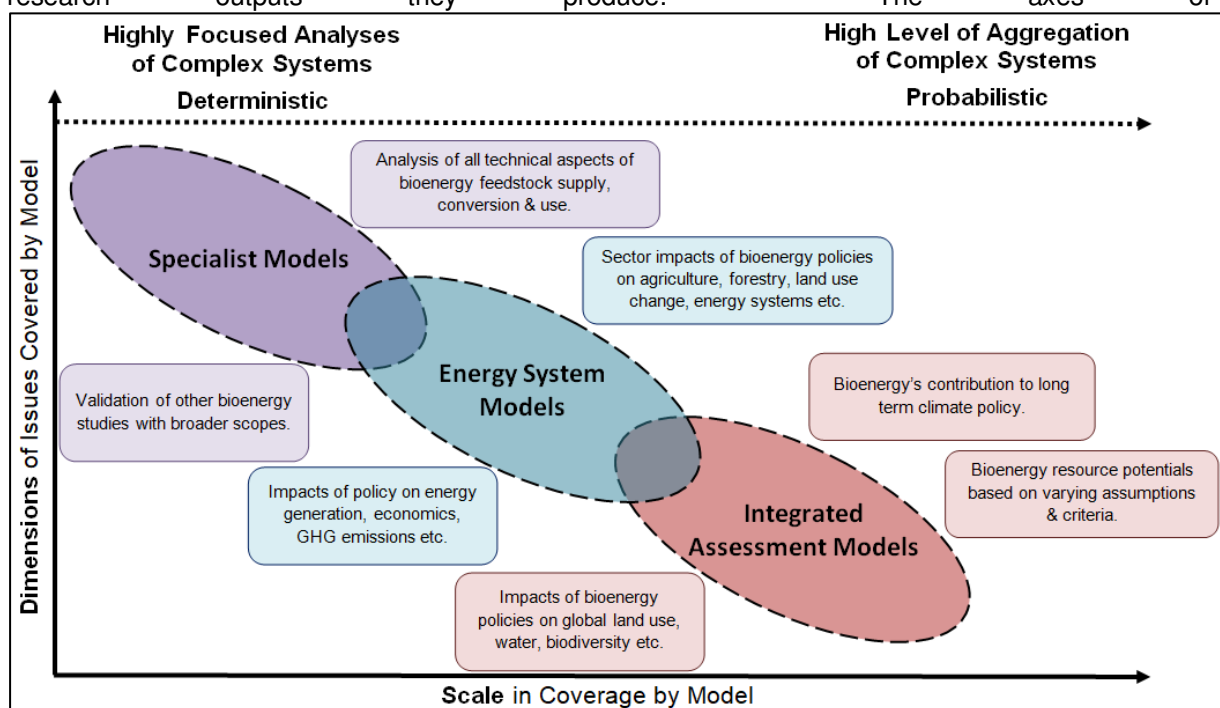 research outputs they produce. The axes of
Highly Focused Analyses
of Complex Systems
High Level of Aggregation
of Complex Systems
Deterministic
Probabilistic
Dimensions of Issues Covered by Model
Analysis of all technical aspects of
bioenergy feedstock supply,
conversion & use.
Specialist Models
Sector impacts of bioenergy policies
on agriculture, forestry, land use
change, energy systems etc.
Validation of other bioenergy
studies with broader scopes.
Energy System
Models
Bioenergy’s contribution to long
term climate policy.
Impacts of policy on energy
generation, economics,
GHG emissions etc.
Bioenergy resource potentials
based on varying assumptions
& criteria.
Integrated
Assessment Models
Impacts of bioenergy
policies on global land use,
water, biodiversity etc.
Scale in Coverage by Model